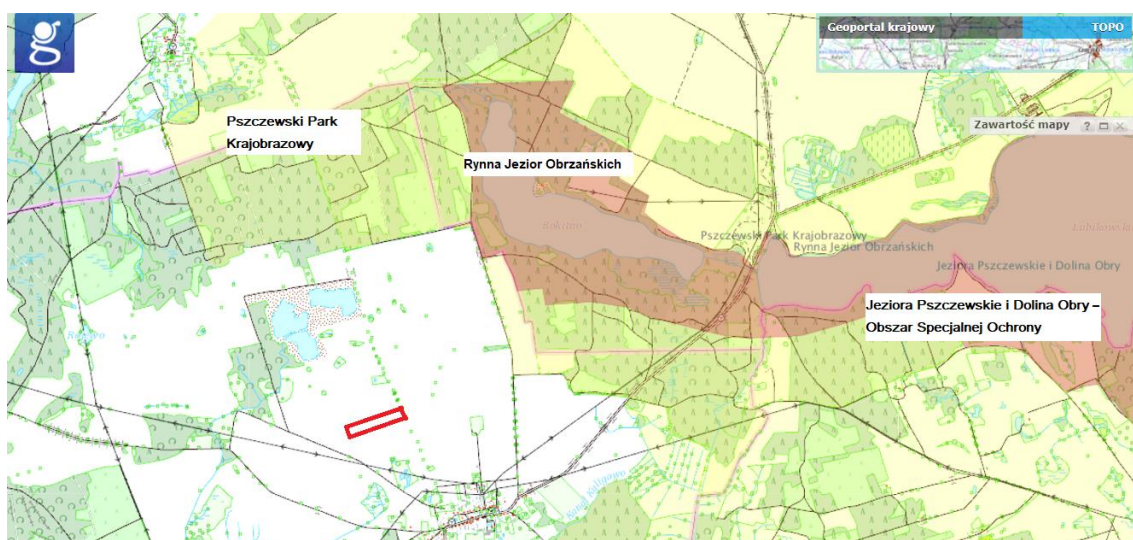 g
Geoportal krajowy
TOPO
Zawartość mapy
Pszczewski Park
Krajobrazowy
Rynna Jezior Obrzańskich
Rokitno
Pszczewski Park Krajobrazowy
Rynna Jezior Obrzańskich
Jeziora Pszczewskie i Dolina Obry
Jeziora Pszczewskie i Dolina Obry –
Obszar Specjalnej Ochrony